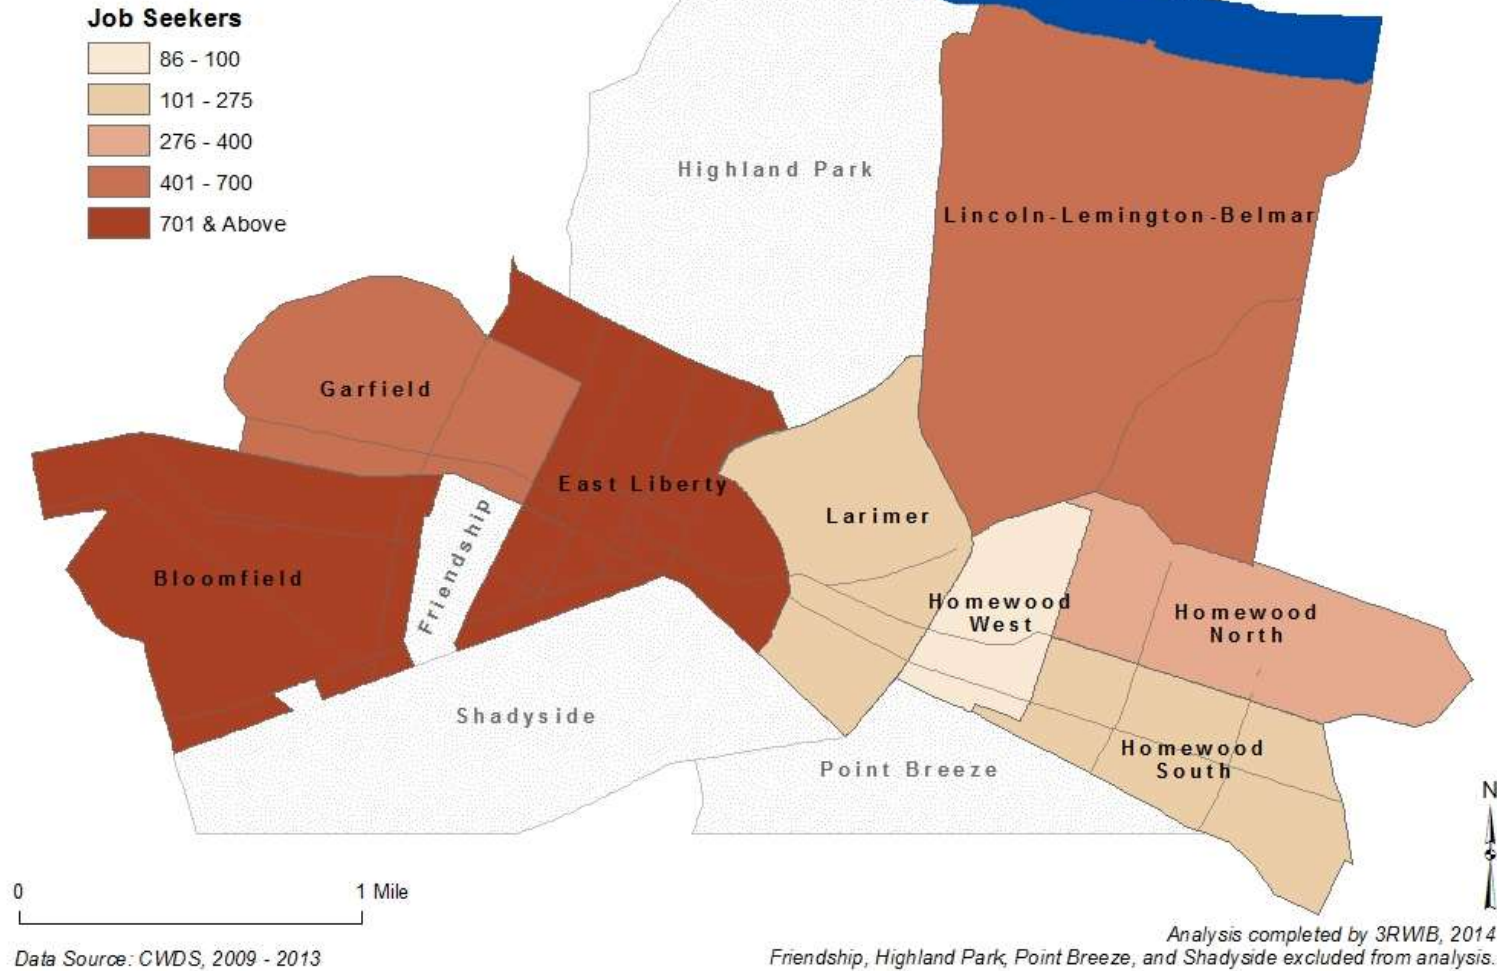 Job Seekers
86 - 100
101 - 275
276 - 400
401 - 700
701 & Above
Highland Park
Lincoln-Lemington-Belmar
Garfield
East Liberty
Larimer
Bloomfield
Friendship
Homewood
West
Homewood
North
Shadyside
Homewood
South
Point Breeze
N
0 1 Mile
Analysis completed by 3RWIB, 2014
Data Source: CWDS, 2009 - 2013
Friendship, Highland Park, Point Breeze, and Shadyside excluded from analysis.